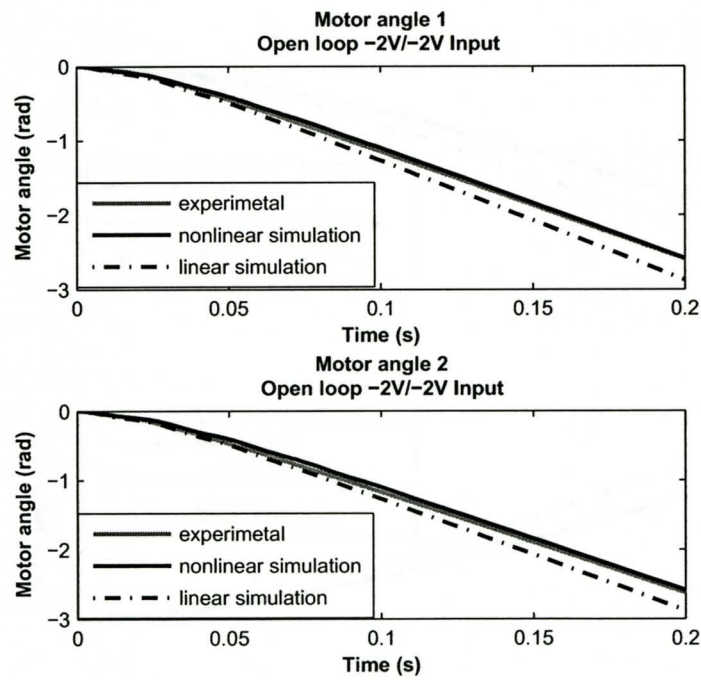 Motor angle 1
Open loop −2V/−2V Input
Motor angle (rad)
0
−1
−2
−3
experimetal
nonlinear simulation
linear simulation
0
0.05
0.1
0.15
0.2
Time (s)
Motor angle 2
Open loop −2V/−2V Input
Motor angle (rad)
0
−1
−2
−3
experimetal
nonlinear simulation
linear simulation
0
0.05
0.1
0.15
0.2
Time (s)